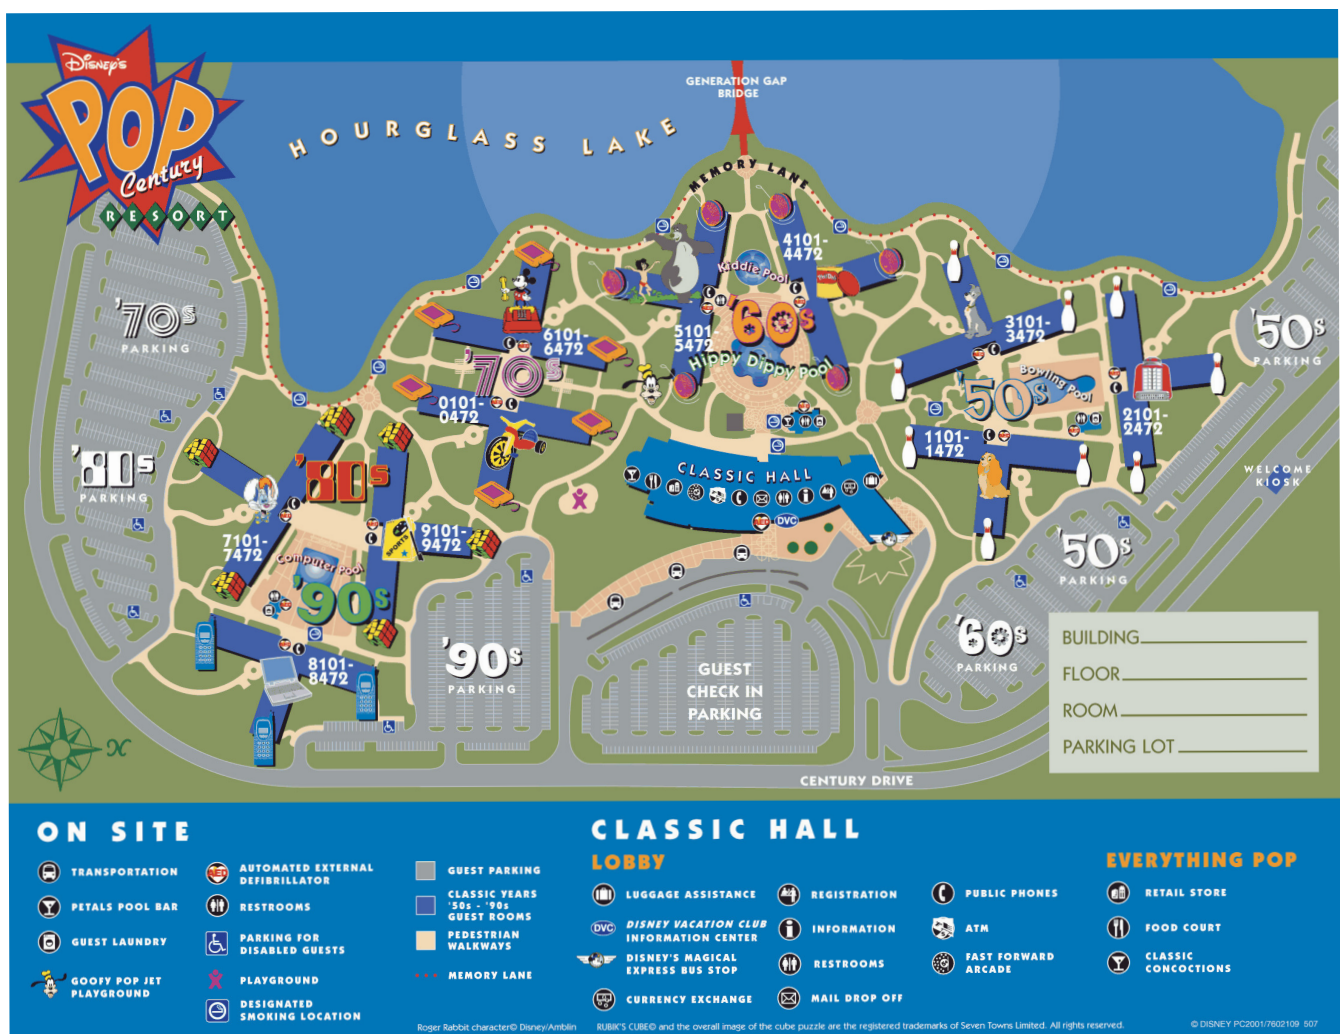 DISNEY'S
POP
Century
RESORT
HOURGLASS LAKE
GENERATION GAP
BRIDGE
MEMORY LANE
'70s
PARKING
'80s
PARKING
'70s
6101-
6472
0101-
0472
'80s
7101-
7472
9101-
9472
SPORTS
Computer Pool
'90s
8101-
8472
'90s
PARKING
4101-
4472
Kiddie Pool
'60s
5101-
5472
Hippy Dippy Pool
3101-
3472
'50s
Bowling Pool
2101-
2472
1101-
1472
CLASSIC HALL
AED
DVC
'50s
PARKING
WELCOME
KIOSK
'50s
PARKING
'60s
PARKING
GUEST
CHECK IN
PARKING
CENTURY DRIVE
BUILDING
FLOOR
ROOM
PARKING LOT
N
ON SITE
TRANSPORTATION
PETALS POOL BAR
GUEST LAUNDRY
GOOFY POP JET
PLAYGROUND
AED
AUTOMATED EXTERNAL
DEFIBRILLATOR
RESTROOMS
PARKING FOR
DISABLED GUESTS
PLAYGROUND
DESIGNATED
SMOKING LOCATION
GUEST PARKING
CLASSIC YEARS
'50s - '90s
GUEST ROOMS
PEDESTRIAN
WALKWAYS
MEMORY LANE
CLASSIC HALL
LOBBY
LUGGAGE ASSISTANCE
DVC
DISNEY VACATION CLUB
INFORMATION CENTER
DISNEY'S MAGICAL
EXPRESS BUS STOP
CURRENCY EXCHANGE
REGISTRATION
INFORMATION
RESTROOMS
MAIL DROP OFF
PUBLIC PHONES
ATM
FAST FORWARD
ARCADE
EVERYTHING POP
RETAIL STORE
FOOD COURT
CLASSIC
CONCOCTIONS
Roger Rabbit character© Disney/Amblin
RUBIK'S CUBE© and the overall image of the cube puzzle are the registered trademarks of Seven Towns Limited. All rights reserved.
© DISNEY PC2001/7602109 507